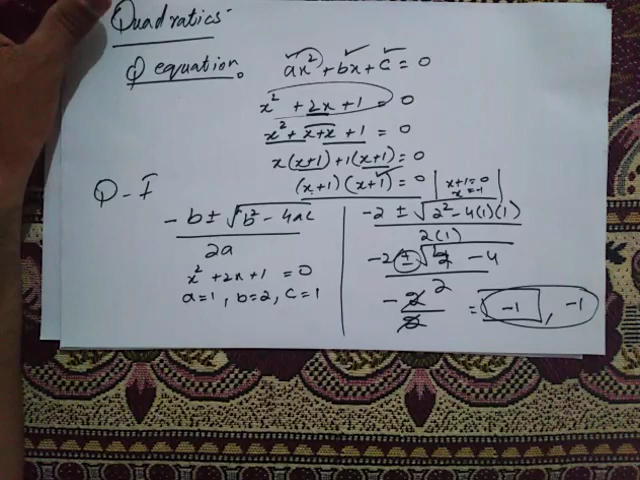 Quadratics-
Q equation.
ax² + bx + c = 0
x² + 2x + 1 = 0
x² + x + x + 1 = 0
x(x+1) + 1(x+1) = 0
(x+1)(x+1) = 0
x+1=0
x=-1
Q-F
-b ± √b² - 4ac
2a
x² + 2x + 1 = 0
a=1, b=2, c=1
-2 ± √2² - 4(1)(1)
2(1)
-2 ± √ - 4
-2
2
= -1, -1